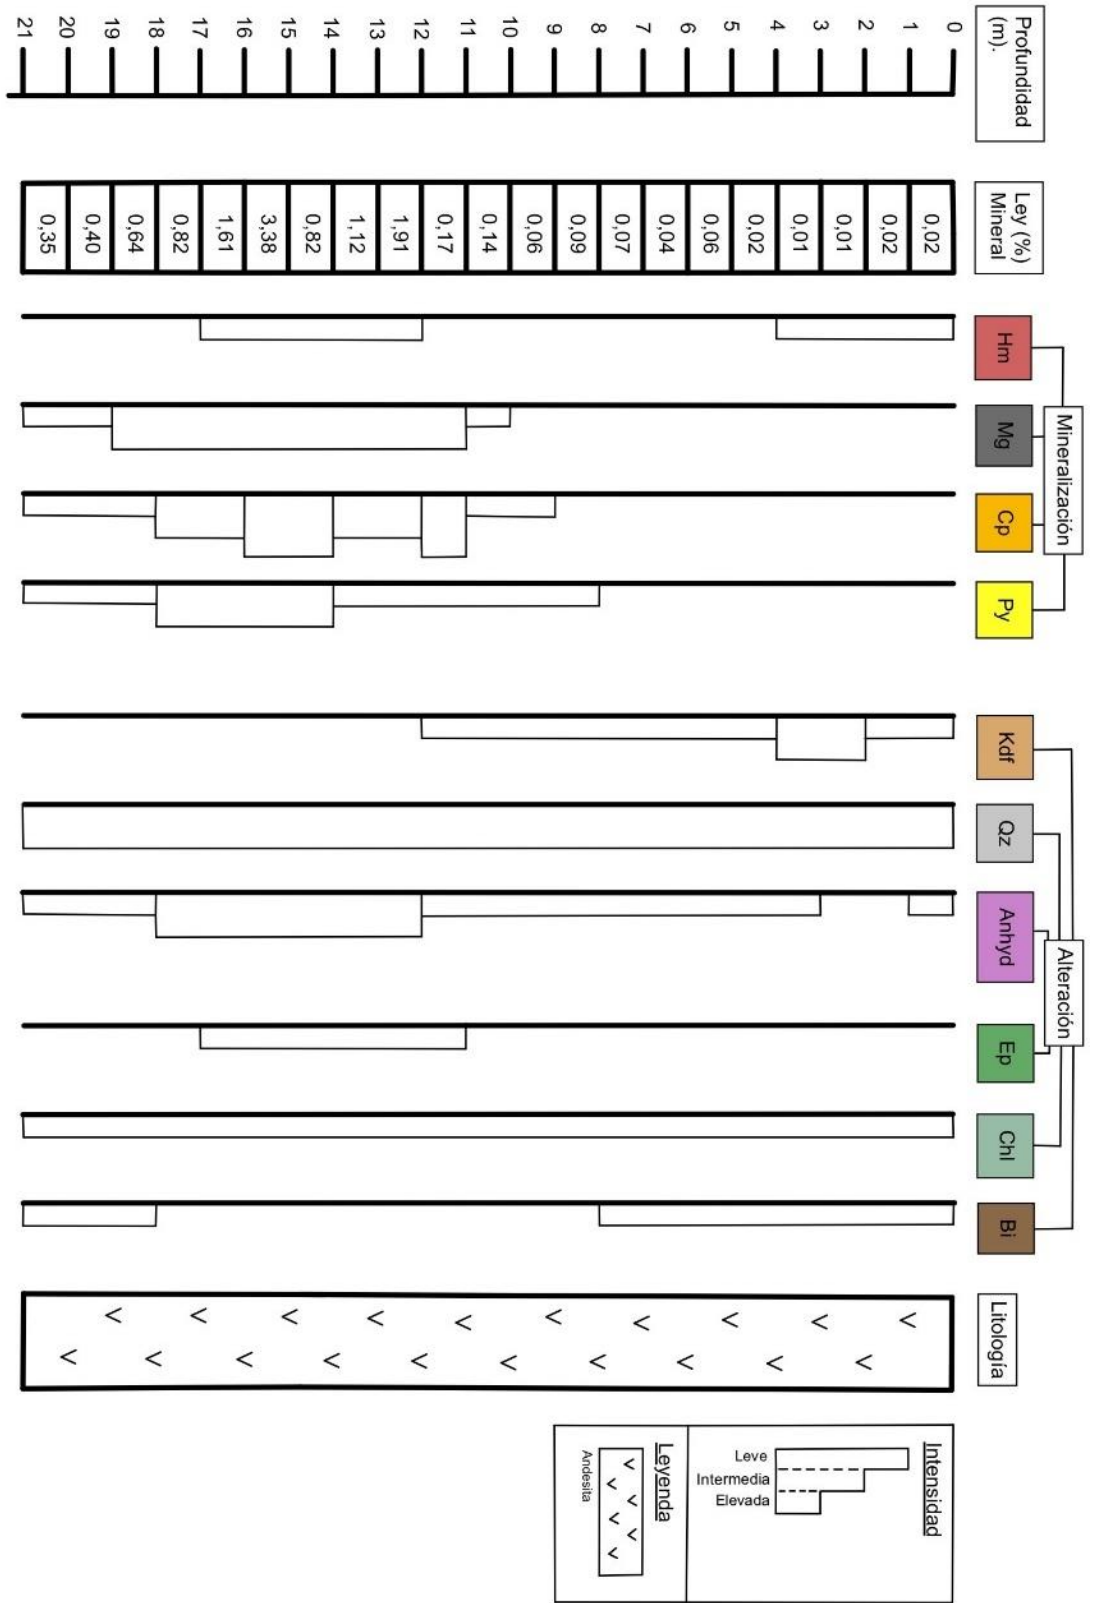 Profundidad
(m).
0
1
2
3
4
5
6
7
8
9
10
11
12
13
14
15
16
17
18
19
20
21
Ley (%)
Mineral
0,02
0,02
0,01
0,01
0,02
0,06
0,04
0,07
0,09
0,06
0,14
0,17
1,91
1,12
0,82
3,38
1,61
0,82
0,64
0,40
0,35
Mineralización
Hm
Mg
Cp
Py
Alteración
Kdf
Qz
Anhyd
Ep
Chl
Bi
Litología
Intensidad
Leve
Intermedia
Elevada
Leyenda
Andesita